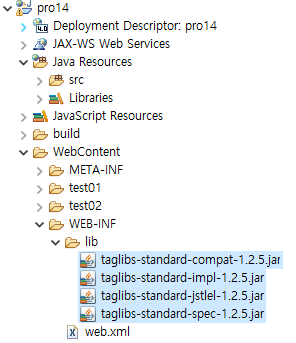 pro14
4.0
Deployment Descriptor: pro14
JAX-WS Web Services
Java Resources
src
Libraries
JavaScript Resources
build
WebContent
META-INF
test01
test02
WEB-INF
lib
taglibs-standard-compat-1.2.5.jar
taglibs-standard-impl-1.2.5.jar
taglibs-standard-jstlel-1.2.5.jar
taglibs-standard-spec-1.2.5.jar
web.xml